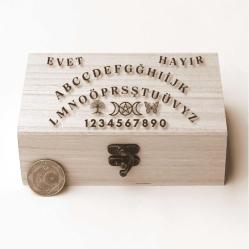 EVET HAYIR
ABCÇDEFGĞHIİJK
LMNOÖPRSŞTUÜVYZ
1234567890